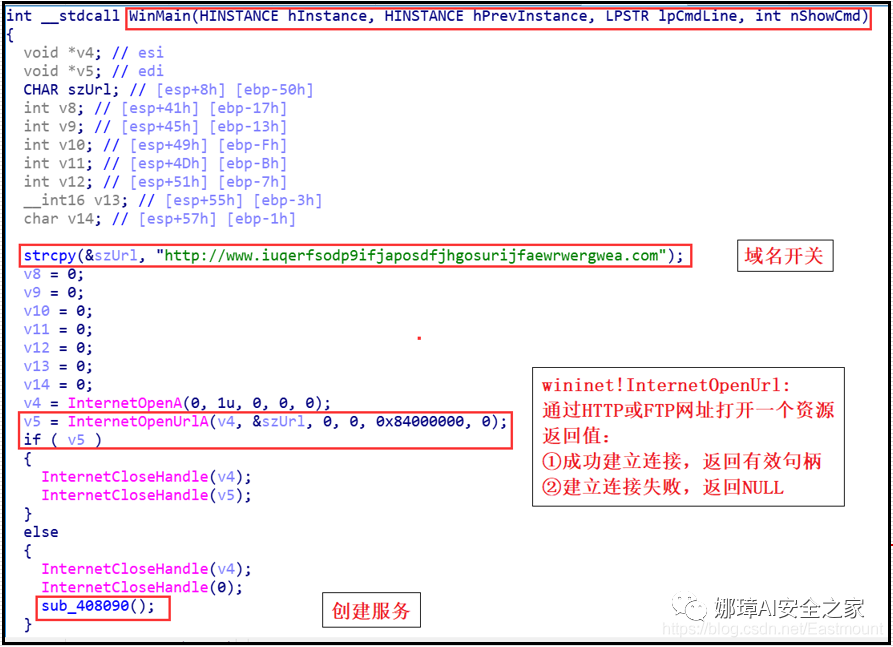 int __stdcall WinMain(HINSTANCE hInstance, HINSTANCE hPrevInstance, LPSTR lpCmdLine, int nShowCmd)
{
void *v4; // esi
void *v5; // edi
CHAR szUrl; // [esp+8h] [ebp-50h]
int v8; // [esp+41h] [ebp-17h]
int v9; // [esp+45h] [ebp-13h]
int v10; // [esp+49h] [ebp-Fh]
int v11; // [esp+4Dh] [ebp-Bh]
int v12; // [esp+51h] [ebp-7h]
__int16 v13; // [esp+55h] [ebp-3h]
char v14; // [esp+57h] [ebp-1h]
strcpy(&szUrl, "http://www.iuqerfsodp9ifjaposdfjhgosurijfaewrwergwea.com");
域名开关
v8 = 0;
v9 = 0;
v10 = 0;
v11 = 0;
v12 = 0;
v13 = 0;
v14 = 0;
v4 = InternetOpenA(0, 1u, 0, 0, 0);
v5 = InternetOpenUrlA(v4, &szUrl, 0, 0, 0x84000000, 0);
if ( v5 )
{
InternetCloseHandle(v4);
InternetCloseHandle(v5);
}
else
{
InternetCloseHandle(v4);
InternetCloseHandle(0);
sub_408090();
}
wininet!InternetOpenUrl:
通过HTTP或FTP网址打开一个资源
返回值：
①成功建立连接，返回有效句柄
②建立连接失败，返回NULL
创建服务
娜璋AI安全之家
https://blog.csdn.net/Eastmount